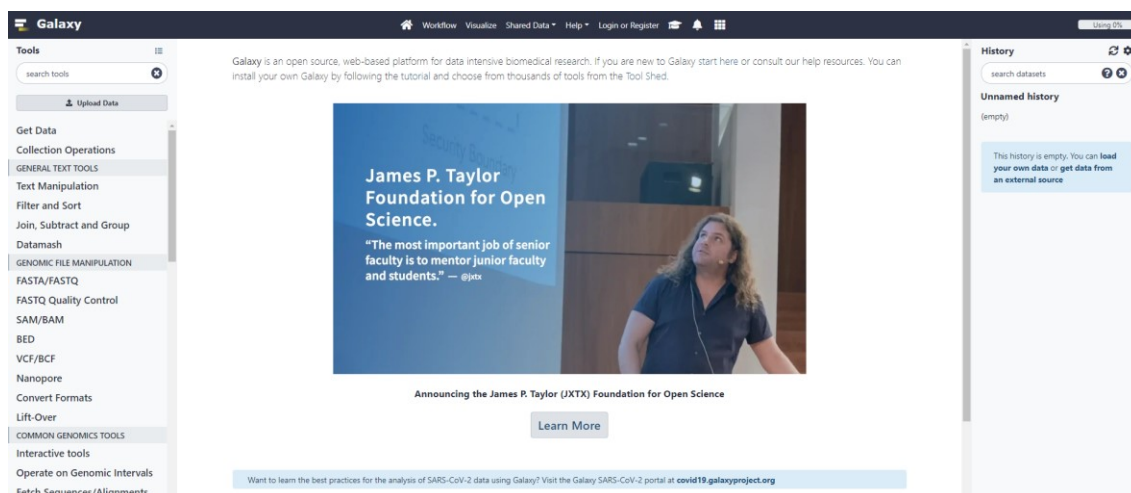 Galaxy
Workflow Visualize Shared Data Help Login or Register
Using 0%
Tools
search tools
Upload Data
Get Data
Collection Operations
GENERAL TEXT TOOLS
Text Manipulation
Filter and Sort
Join, Subtract and Group
Datamash
GENOMIC FILE MANIPULATION
FASTA/FASTQ
FASTQ Quality Control
SAM/BAM
BED
VCF/BCF
Nanopore
Convert Formats
Lift-Over
COMMON GENOMICS TOOLS
Interactive tools
Operate on Genomic Intervals
Fetch Sequences/Alignments
Galaxy is an open source, web-based platform for data intensive biomedical research. If you are new to Galaxy start here or consult our help resources. You can
install your own Galaxy by following the tutorial and choose from thousands of tools from the Tool Shed.
Security Boundary
James P. Taylor
Foundation for Open
Science.
“The most important job of senior
faculty is to mentor junior faculty
and students.” — @jxtx
Announcing the James P. Taylor (JXTX) Foundation for Open Science
Learn More
Want to learn the best practices for the analysis of SARS-CoV-2 data using Galaxy? Visit the Galaxy SARS-CoV-2 portal at covid19.galaxyproject.org
History
search datasets
Unnamed history
(empty)
This history is empty. You can load
your own data or get data from
an external source